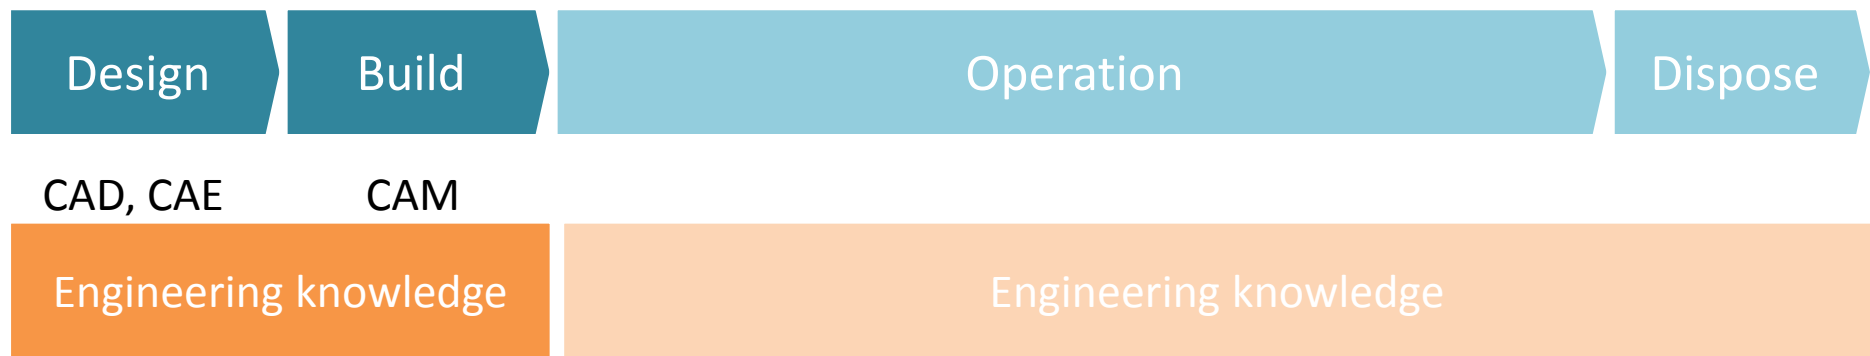 Design Build Operation Dispose
CAD, CAE CAM
Engineering knowledge Engineering knowledge